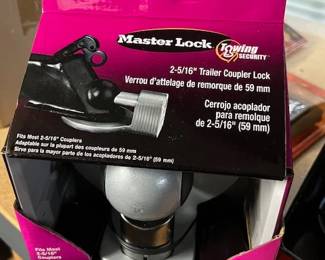 Master Lock
Towing
SECURITY
2-5/16" Trailer Coupler Lock
Verrou d'attelage de remorque de 59 mm
Cerrojo acoplador
para remolque
de 2-5/16" (59 mm)
Fits Most 2-5/16" Couplers
Adaptable sur la plupart des coupleurs de 59 mm
Sirve para la mayor parte de los acopladores de 2-5/16" (59 mm)
Fits Most
2-5/16"
Couplers